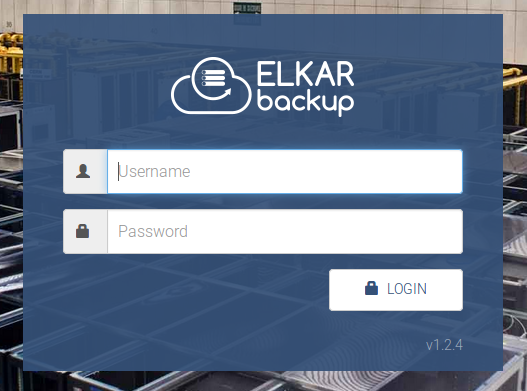 ELKAR
backup
Username
Password
LOGIN
v1.2.4